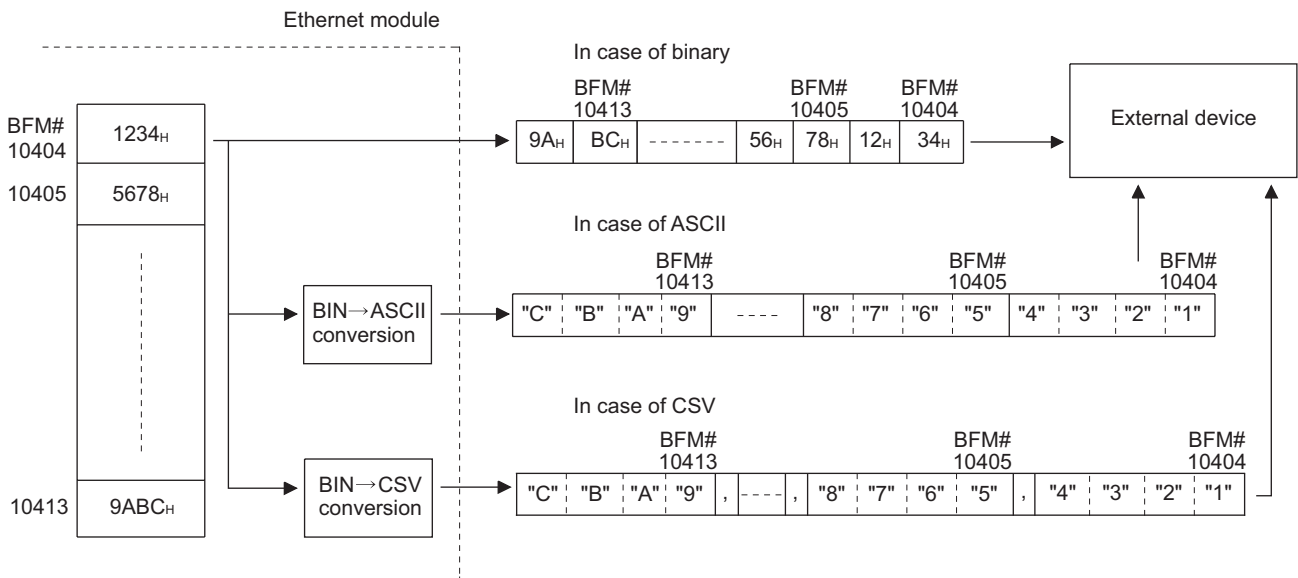 Ethernet module
In case of binary
BFM# 10413 BFM# 10405 BFM# 10404
9AH BCH ------- 56H 78H 12H 34H
External device
BFM# 10404 1234H
10405 5678H
10413 9ABCH
In case of ASCII
BFM# 10413 BFM# 10405 BFM# 10404
BIN→ASCII conversion
"C" "B" "A" "9" ---- "8" "7" "6" "5" "4" "3" "2" "1"
In case of CSV
BFM# 10413 BFM# 10405 BFM# 10404
BIN→CSV conversion
"C" "B" "A" "9" , ---- , "8" "7" "6" "5" , "4" "3" "2" "1"